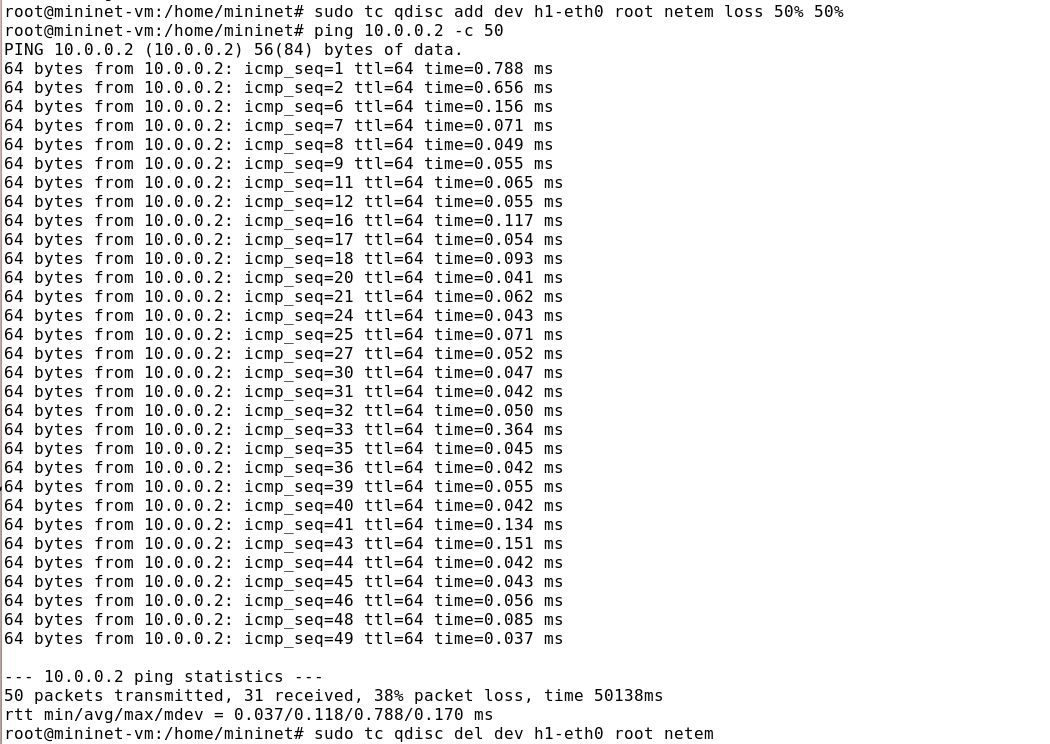 root@mininet-vm:/home/mininet# sudo tc qdisc add dev h1-eth0 root netem loss 50% 50%
root@mininet-vm:/home/mininet# ping 10.0.0.2 -c 50
PING 10.0.0.2 (10.0.0.2) 56(84) bytes of data.
64 bytes from 10.0.0.2: icmp_seq=1 ttl=64 time=0.788 ms
64 bytes from 10.0.0.2: icmp_seq=2 ttl=64 time=0.656 ms
64 bytes from 10.0.0.2: icmp_seq=6 ttl=64 time=0.156 ms
64 bytes from 10.0.0.2: icmp_seq=7 ttl=64 time=0.071 ms
64 bytes from 10.0.0.2: icmp_seq=8 ttl=64 time=0.049 ms
64 bytes from 10.0.0.2: icmp_seq=9 ttl=64 time=0.055 ms
64 bytes from 10.0.0.2: icmp_seq=11 ttl=64 time=0.065 ms
64 bytes from 10.0.0.2: icmp_seq=12 ttl=64 time=0.055 ms
64 bytes from 10.0.0.2: icmp_seq=16 ttl=64 time=0.117 ms
64 bytes from 10.0.0.2: icmp_seq=17 ttl=64 time=0.054 ms
64 bytes from 10.0.0.2: icmp_seq=18 ttl=64 time=0.093 ms
64 bytes from 10.0.0.2: icmp_seq=20 ttl=64 time=0.041 ms
64 bytes from 10.0.0.2: icmp_seq=21 ttl=64 time=0.062 ms
64 bytes from 10.0.0.2: icmp_seq=24 ttl=64 time=0.043 ms
64 bytes from 10.0.0.2: icmp_seq=25 ttl=64 time=0.071 ms
64 bytes from 10.0.0.2: icmp_seq=27 ttl=64 time=0.052 ms
64 bytes from 10.0.0.2: icmp_seq=30 ttl=64 time=0.047 ms
64 bytes from 10.0.0.2: icmp_seq=31 ttl=64 time=0.042 ms
64 bytes from 10.0.0.2: icmp_seq=32 ttl=64 time=0.050 ms
64 bytes from 10.0.0.2: icmp_seq=33 ttl=64 time=0.364 ms
64 bytes from 10.0.0.2: icmp_seq=35 ttl=64 time=0.045 ms
64 bytes from 10.0.0.2: icmp_seq=36 ttl=64 time=0.042 ms
64 bytes from 10.0.0.2: icmp_seq=39 ttl=64 time=0.055 ms
64 bytes from 10.0.0.2: icmp_seq=40 ttl=64 time=0.042 ms
64 bytes from 10.0.0.2: icmp_seq=41 ttl=64 time=0.134 ms
64 bytes from 10.0.0.2: icmp_seq=43 ttl=64 time=0.151 ms
64 bytes from 10.0.0.2: icmp_seq=44 ttl=64 time=0.042 ms
64 bytes from 10.0.0.2: icmp_seq=45 ttl=64 time=0.043 ms
64 bytes from 10.0.0.2: icmp_seq=46 ttl=64 time=0.056 ms
64 bytes from 10.0.0.2: icmp_seq=48 ttl=64 time=0.085 ms
64 bytes from 10.0.0.2: icmp_seq=49 ttl=64 time=0.037 ms
--- 10.0.0.2 ping statistics ---
50 packets transmitted, 31 received, 38% packet loss, time 50138ms
rtt min/avg/max/mdev = 0.037/0.118/0.788/0.170 ms
root@mininet-vm:/home/mininet# sudo tc qdisc del dev h1-eth0 root netem